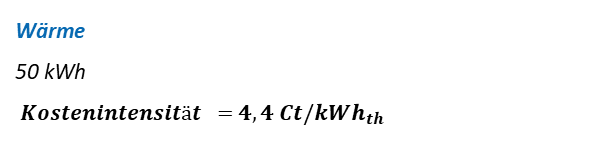 Wärme
50 kWh
Kostenintensität = 4,4 Ct/kWh_th